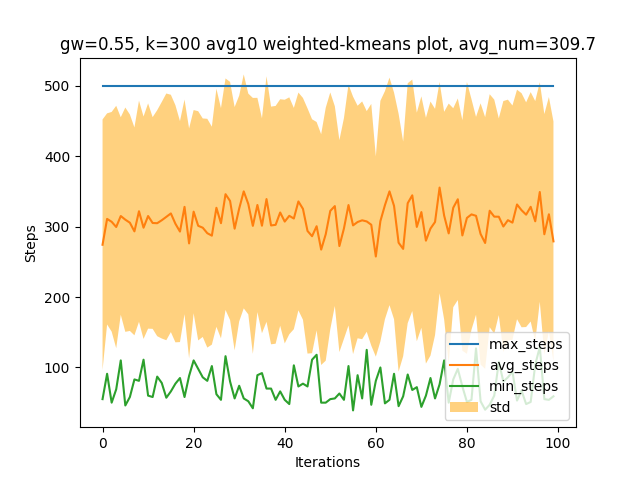 gw=0.55, k=300 avg10 weighted-kmeans plot, avg_num=309.7
500
400
300
200
100
Steps
0
20
40
60
80
100
Iterations
max_steps
avg_steps
min_steps
std